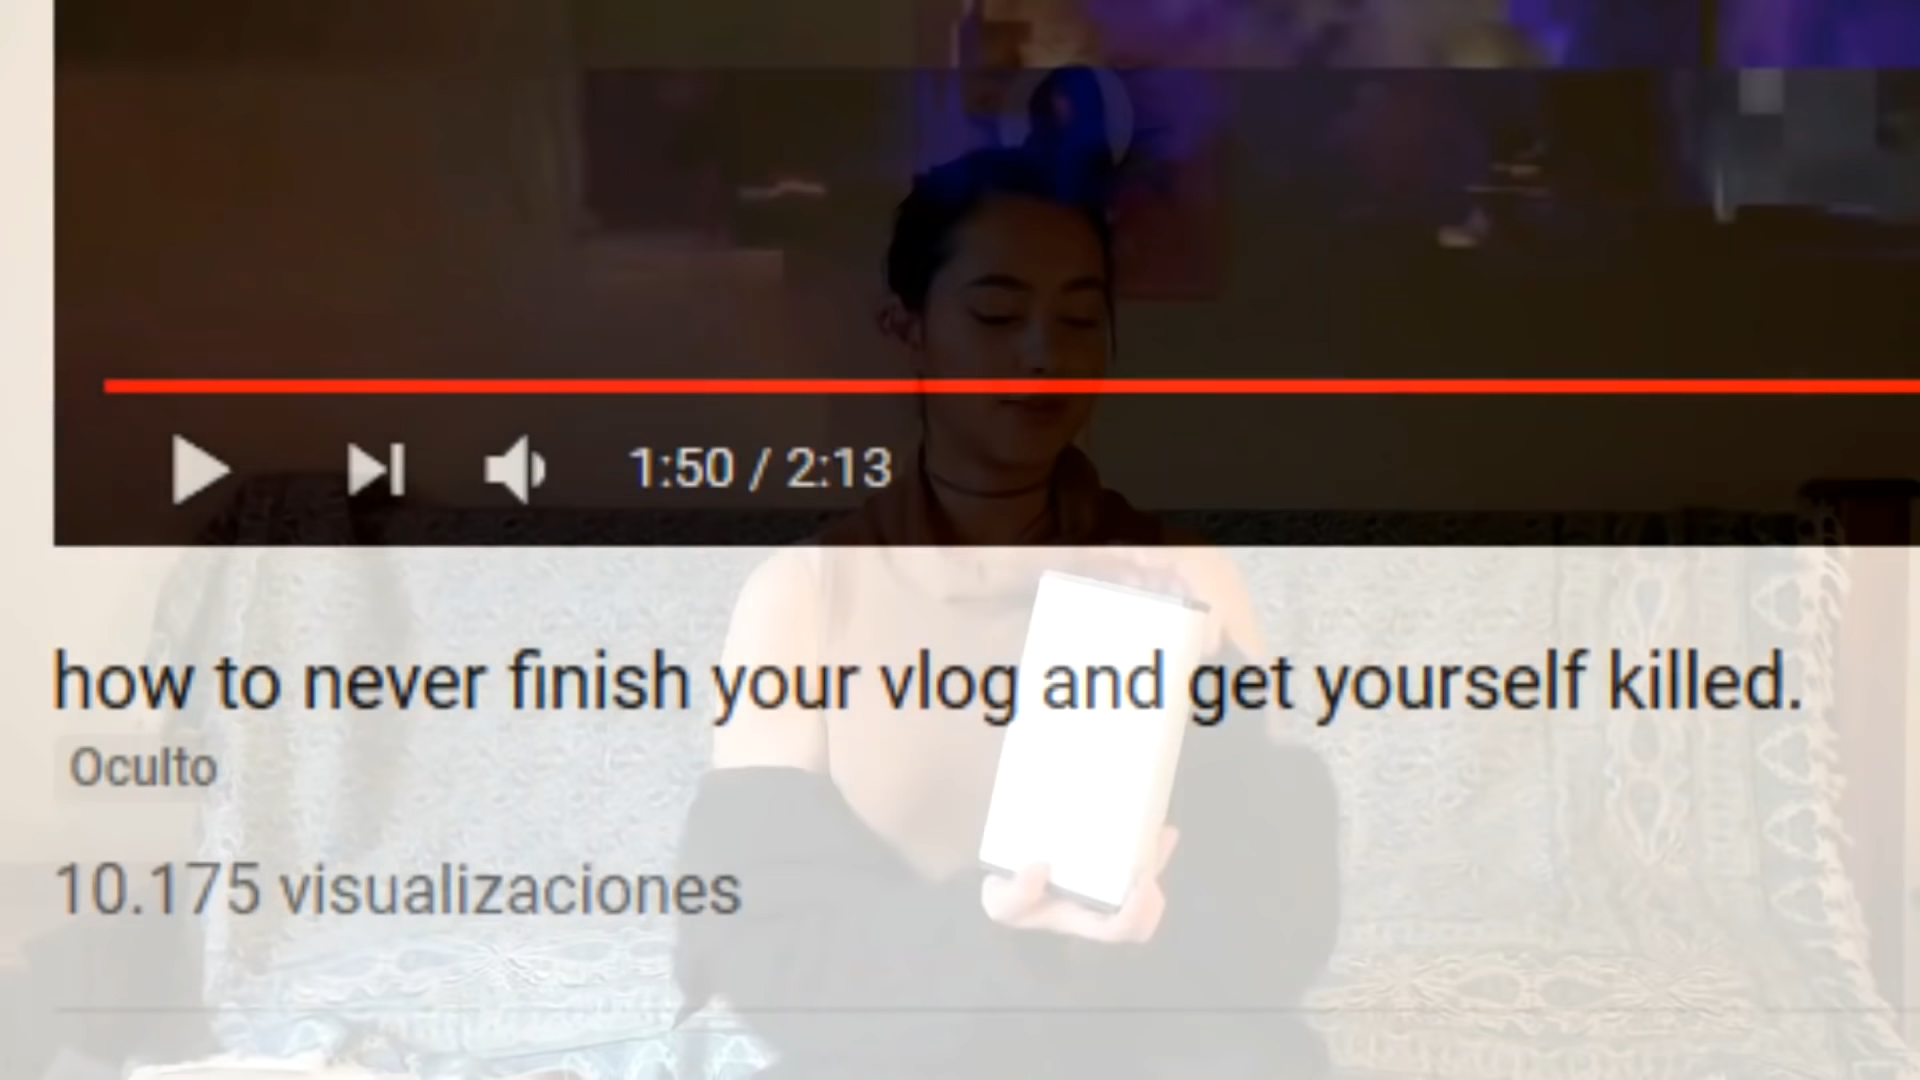 1:50 / 2:13
how to never finish your vlog and get yourself killed.
Oculto
10.175 visualizaciones